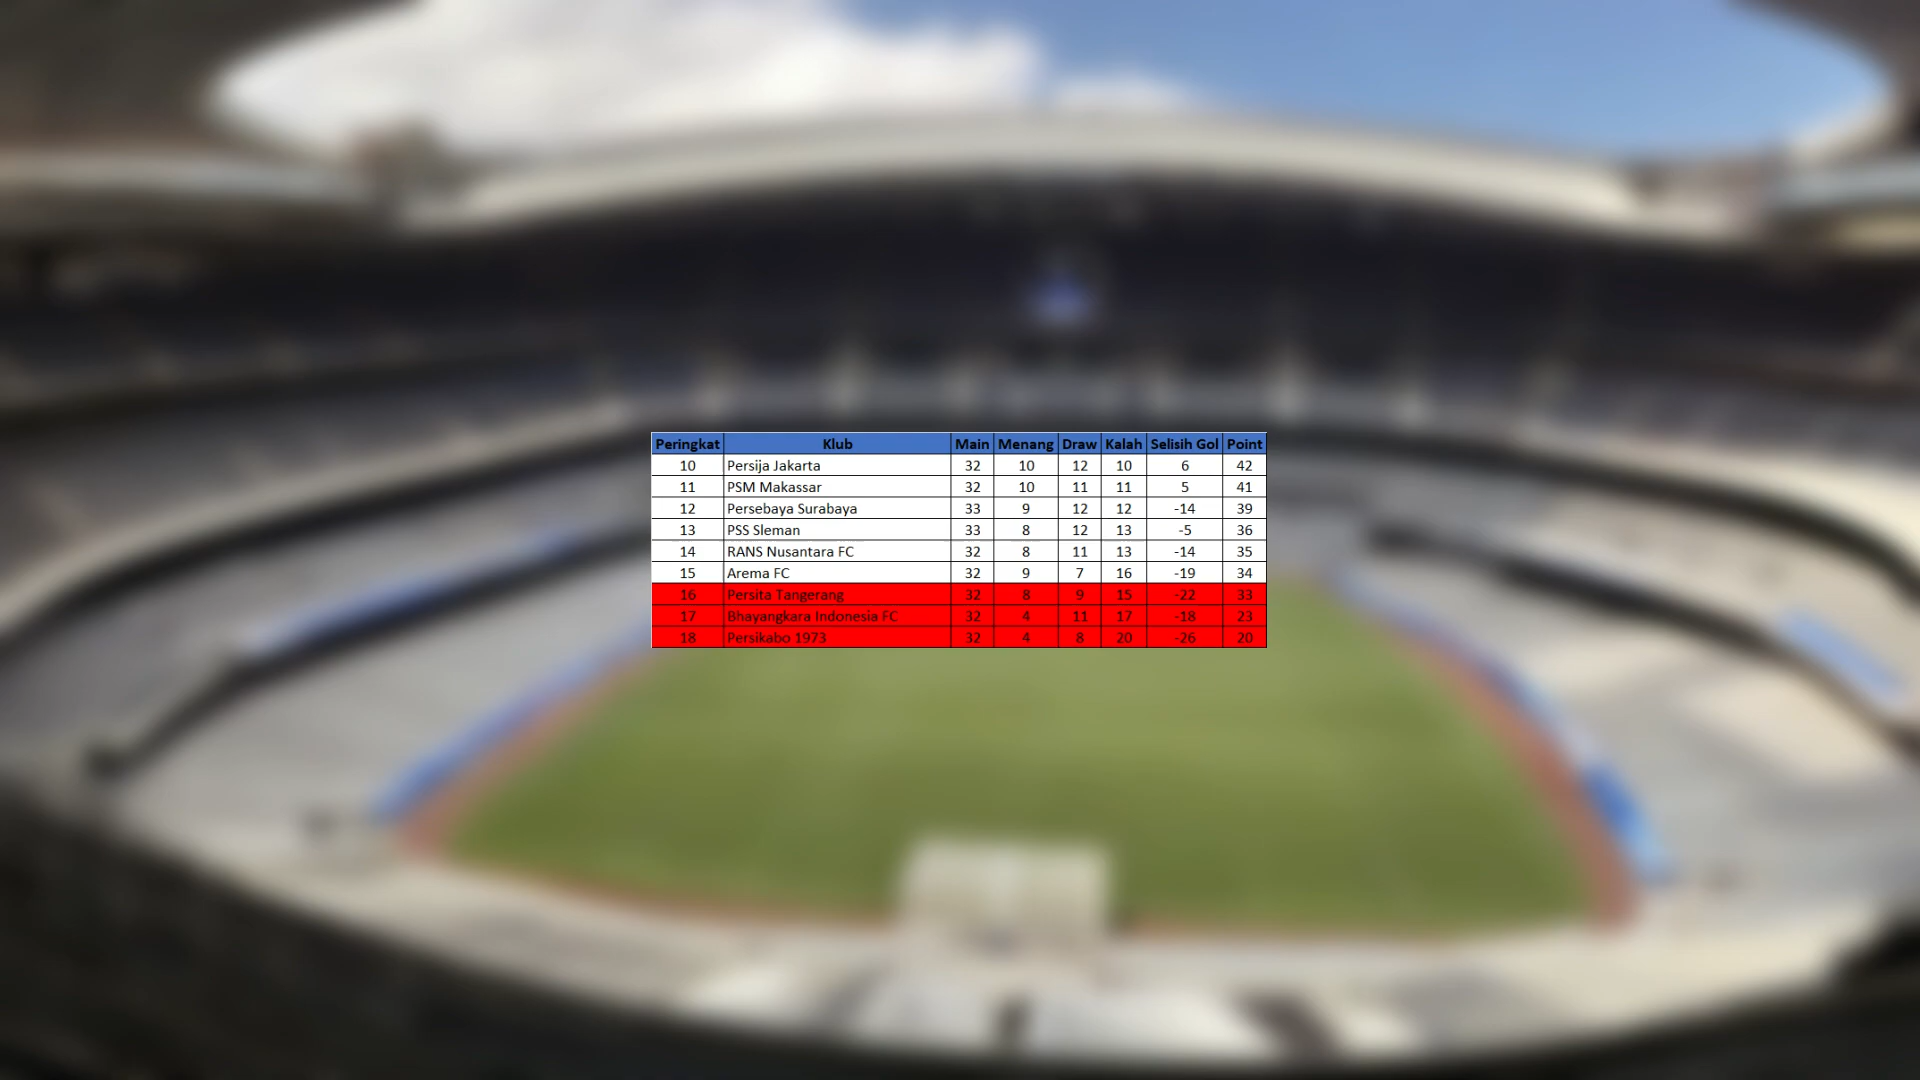 Peringkat Klub Main Menang Draw Kalah Selisih Gol Point
10 Persija Jakarta 32 10 12 10 6 42
11 PSM Makassar 32 10 11 11 5 41
12 Persebaya Surabaya 33 9 12 12 -14 39
13 PSS Sleman 33 8 12 13 -5 36
14 RANS Nusantara FC 32 8 11 13 -14 35
15 Arema FC 32 9 7 16 -19 34
16 Persita Tangerang 32 8 9 15 -22 33
17 Bhayangkara Indonesia FC 32 4 11 17 -18 23
18 Persikabo 1973 32 4 8 20 -26 20